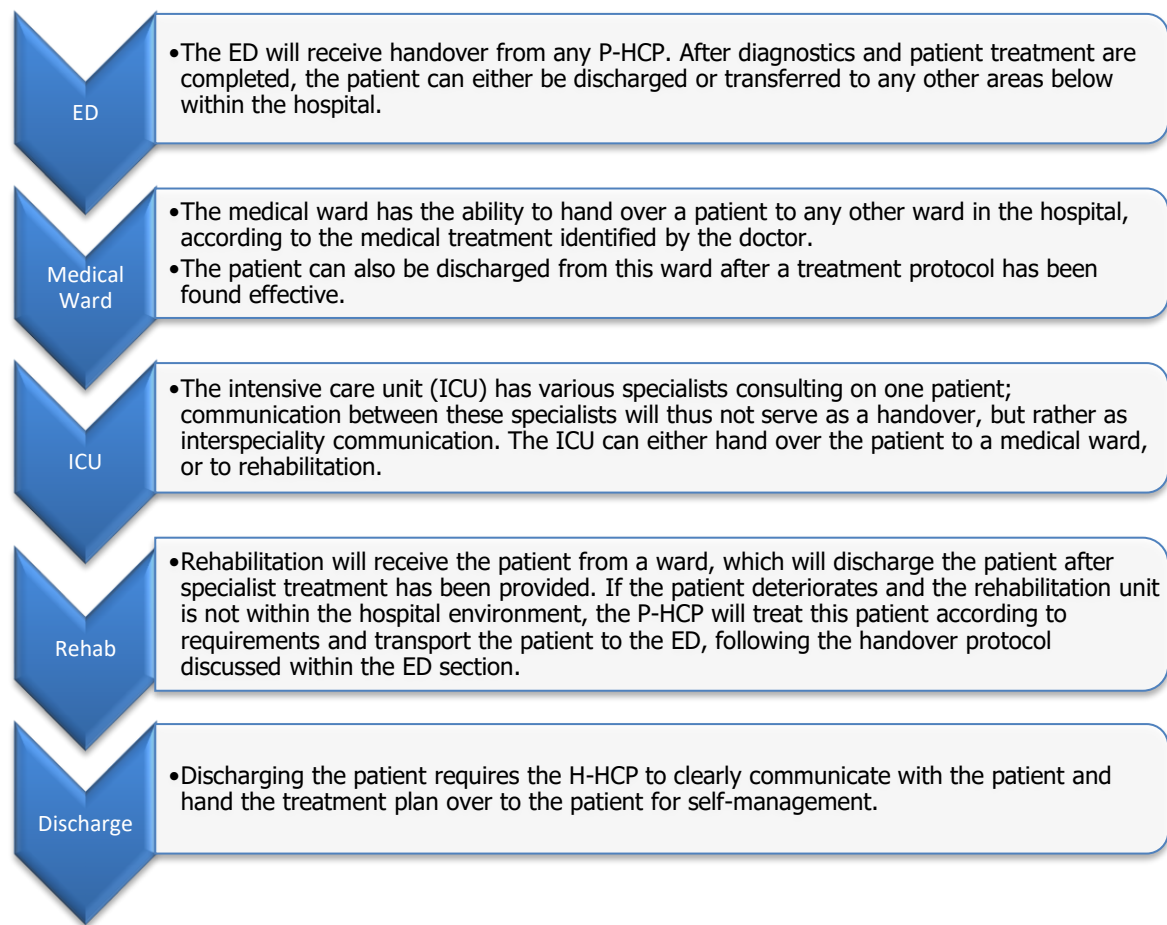 ED
•The ED will receive handover from any P-HCP. After diagnostics and patient treatment are
completed, the patient can either be discharged or transferred to any other areas below
within the hospital.
Medical
Ward
•The medical ward has the ability to hand over a patient to any other ward in the hospital,
according to the medical treatment identified by the doctor.
•The patient can also be discharged from this ward after a treatment protocol has been
found effective.
ICU
•The intensive care unit (ICU) has various specialists consulting on one patient;
communication between these specialists will thus not serve as a handover, but rather as
interspeciality communication. The ICU can either hand over the patient to a medical ward,
or to rehabilitation.
Rehab
•Rehabilitation will receive the patient from a ward, which will discharge the patient after
specialist treatment has been provided. If the patient deteriorates and the rehabilitation unit
is not within the hospital environment, the P-HCP will treat this patient according to
requirements and transport the patient to the ED, following the handover protocol
discussed within the ED section.
Discharge
•Discharging the patient requires the H-HCP to clearly communicate with the patient and
hand the treatment plan over to the patient for self-management.